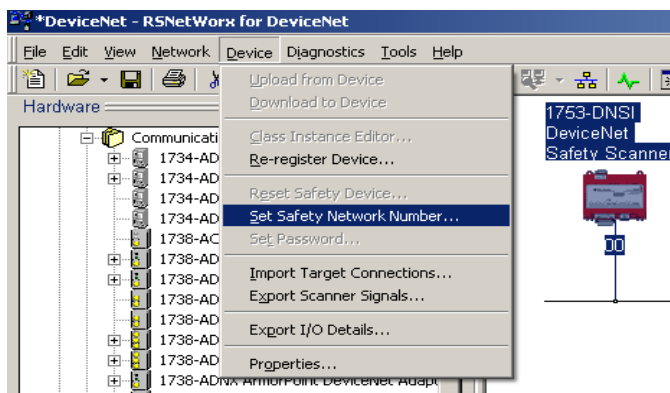 *DeviceNet - RSNetWorx for DeviceNet
File Edit View Network Device Diagnostics Tools Help
Hardware
Communicati
1734-AD
1734-AD
1734-AD
1734-AD
1738-AC
1738-AD
1738-AD
1738-AD
1738-AD
1738-AD
1738-AD
1738-ADNX ArmorPoint DeviceNet Adapt
Upload from Device
Download to Device
Class Instance Editor...
Re-register Device...
Reset Safety Device...
Set Safety Network Number...
Set Password...
Import Target Connections...
Export Scanner Signals...
Export I/O Details...
Properties...
1753-DNSI
DeviceNet
Safety Scanner
00